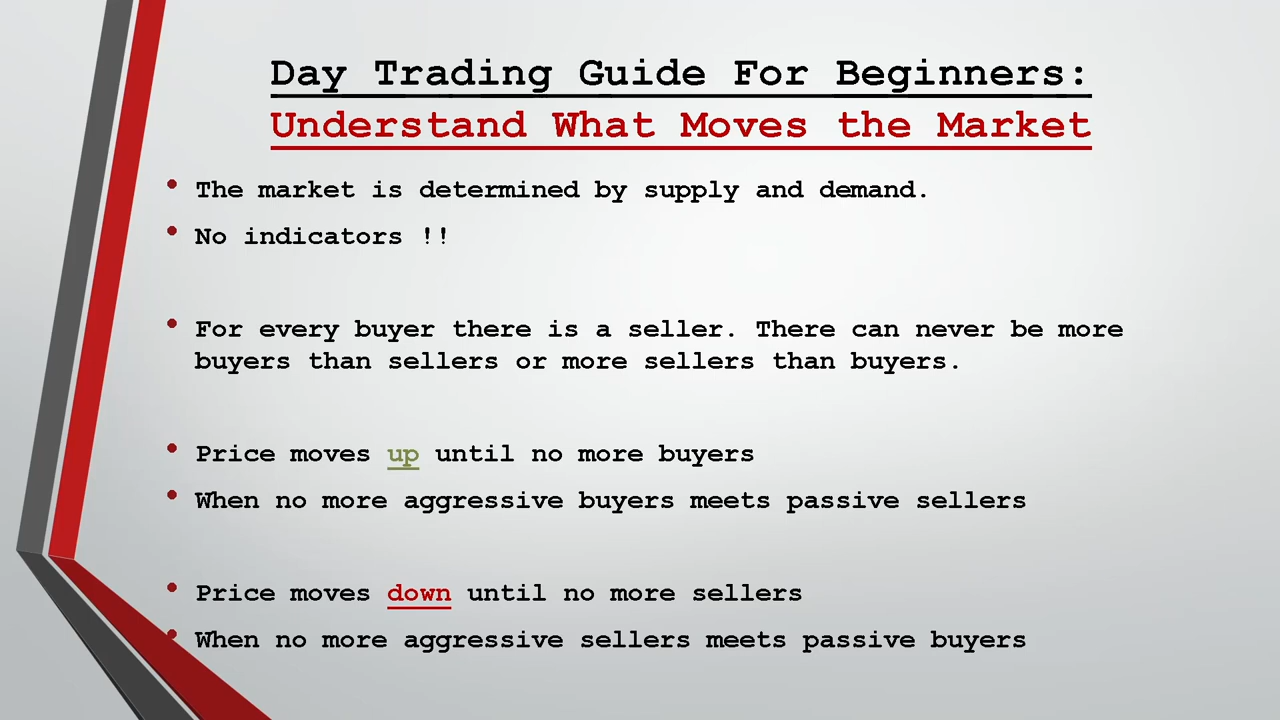 Day Trading Guide For Beginners:
Understand What Moves the Market
• The market is determined by supply and demand.
• No indicators !!
• For every buyer there is a seller. There can never be more
buyers than sellers or more sellers than buyers.
• Price moves up until no more buyers
• When no more aggressive buyers meets passive sellers
• Price moves down until no more sellers
• When no more aggressive sellers meets passive buyers